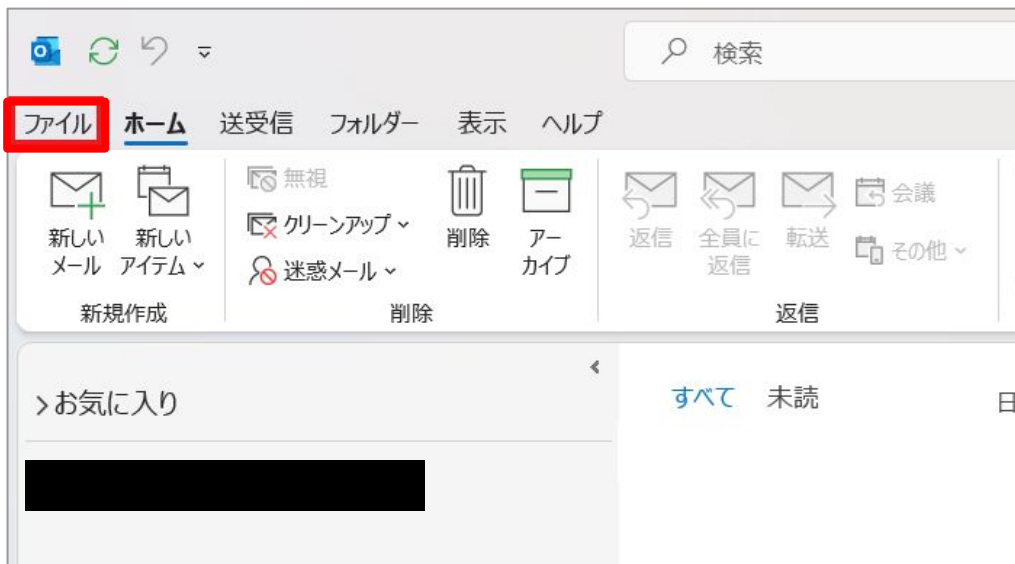 検索
ファイル ホーム 送受信 フォルダー 表示 ヘルプ
新しい
メール
新しい
アイテム
新規作成
無視
クリーンアップ
迷惑メール
削除
アー
カイブ
削除
返信
全員に
返信
転送
会議
その他
返信
お気に入り
すべて 未読
日